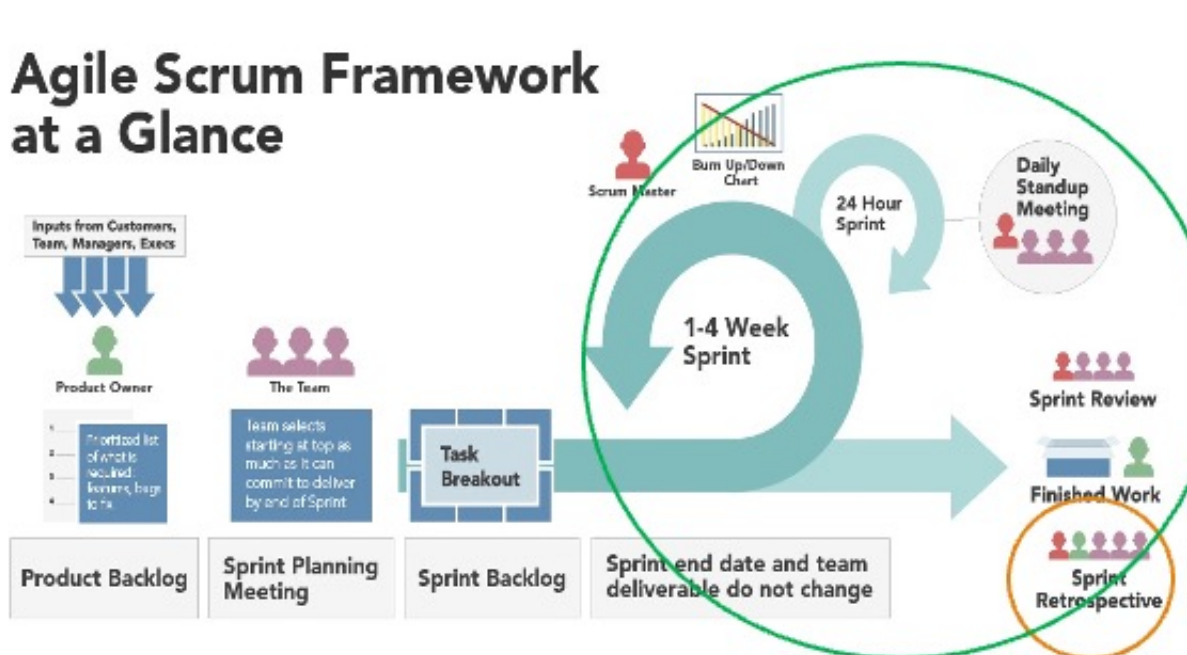 Agile Scrum Framework
at a Glance
Inputs from Customers,
Team, Managers, Execs
Product Owner
1
2
3
4
Prioritized list
of what is
required:
features, bugs
to fix
Product Backlog
The Team
Team selects
starting at top as
much as it can
commit to deliver
by end of Sprint
Sprint Planning
Meeting
Task
Breakout
Sprint Backlog
Scrum Master
Burn Up/Down
Chart
1-4 Week
Sprint
24 Hour
Sprint
Daily
Standup
Meeting
Sprint end date and team
deliverable do not change
Sprint Review
Finished Work
Sprint
Retrospective